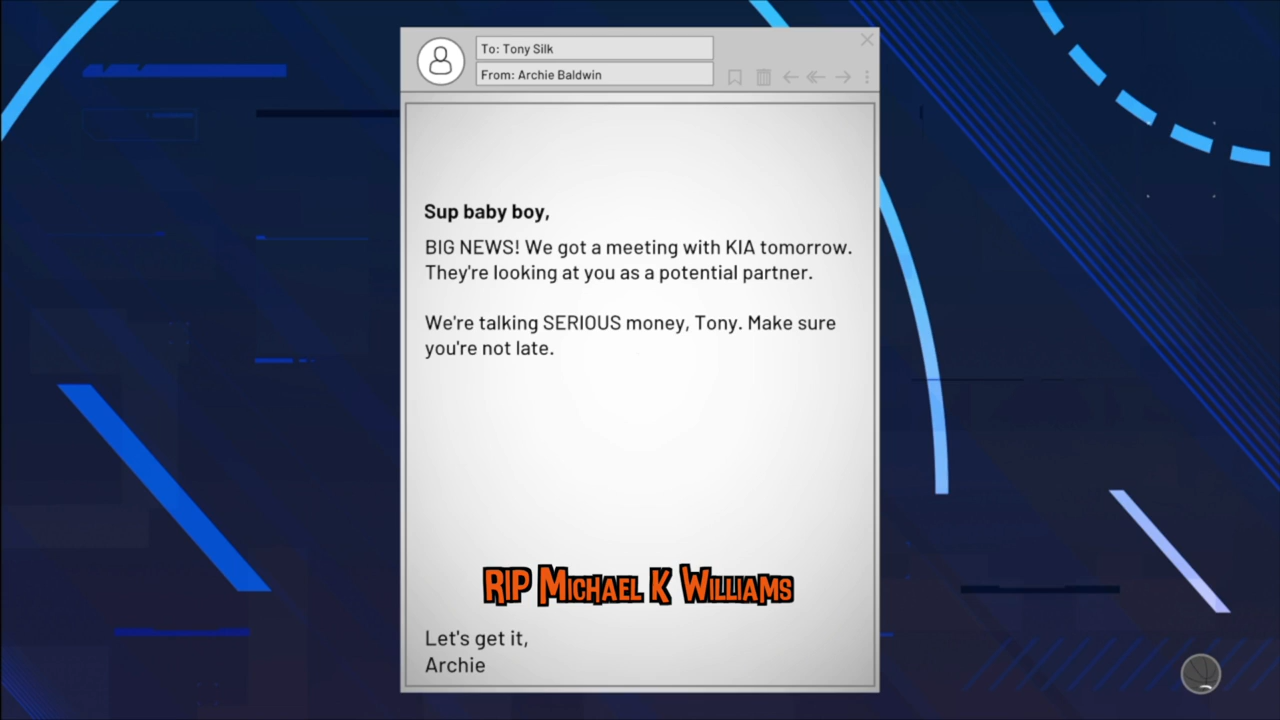 To: Tony Silk
From: Archie Baldwin
Sup baby boy,
BIG NEWS! We got a meeting with KIA tomorrow.
They're looking at you as a potential partner.
We're talking SERIOUS money, Tony. Make sure
you're not late.
RIP Michael K Williams
Let's get it,
Archie